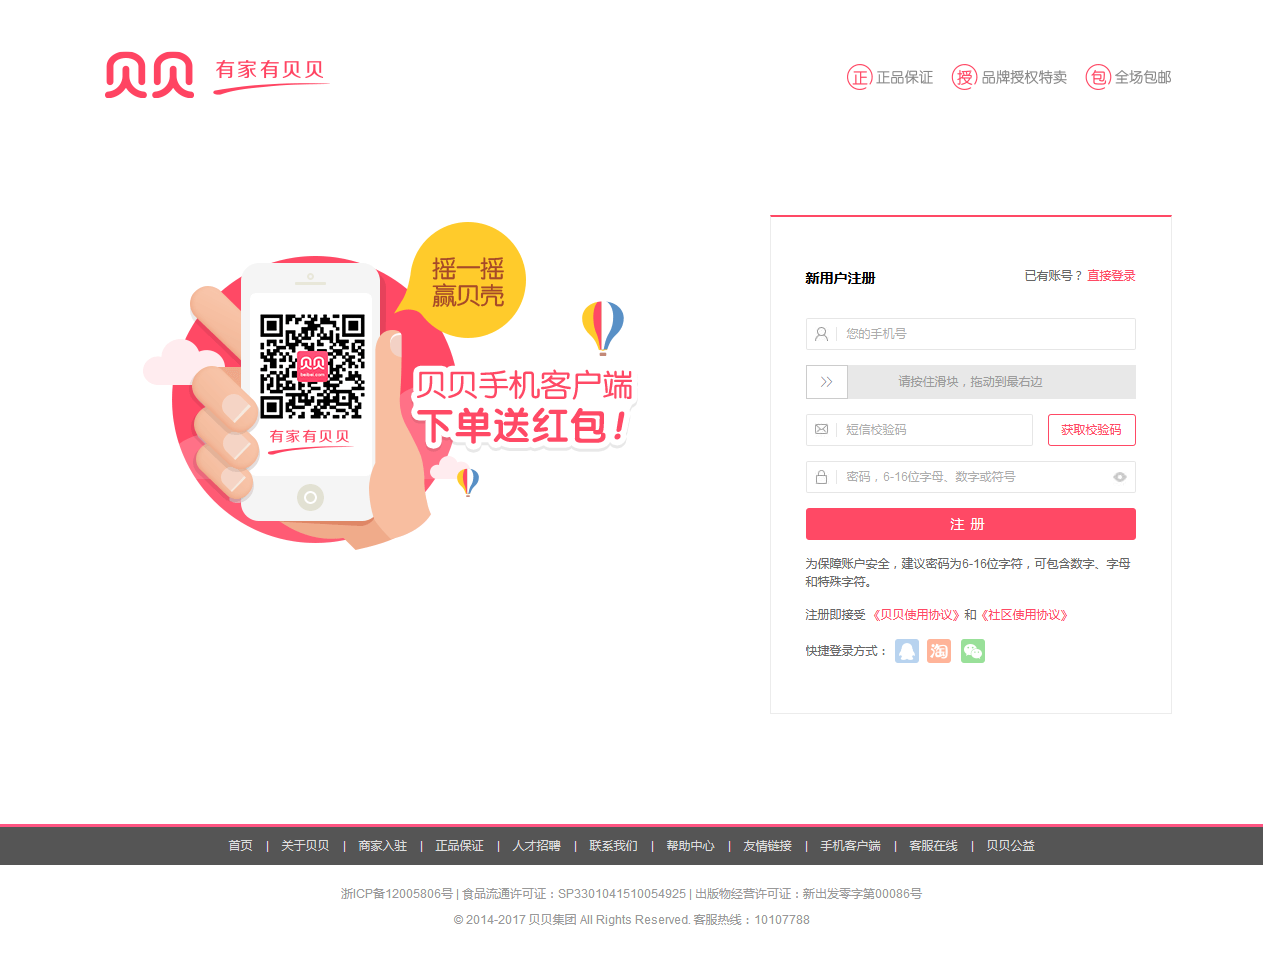 贝贝 有家有贝贝
正 正品保证 授 品牌授权特卖 包 全场包邮
摇一摇
赢贝壳
贝贝
beibei.com
有家有贝贝
贝贝手机客户端
下单送红包！
新用户注册
已有账号？ 直接登录
您的手机号
>> 请按住滑块，拖动到最右边
短信校验码 获取校验码
密码，6-16位字母、数字或符号
注 册
为保障账户安全，建议密码为6-16位字符，可包含数字、字母
和特殊字符。
注册即接受 《贝贝使用协议》和《社区使用协议》
快捷登录方式： 淘
首页 | 关于贝贝 | 商家入驻 | 正品保证 | 人才招聘 | 联系我们 | 帮助中心 | 友情链接 | 手机客户端 | 客服在线 | 贝贝公益
浙ICP备12005806号 | 食品流通许可证：SP3301041510054925 | 出版物经营许可证：新出发零字第00086号
© 2014-2017 贝贝集团 All Rights Reserved. 客服热线：10107788